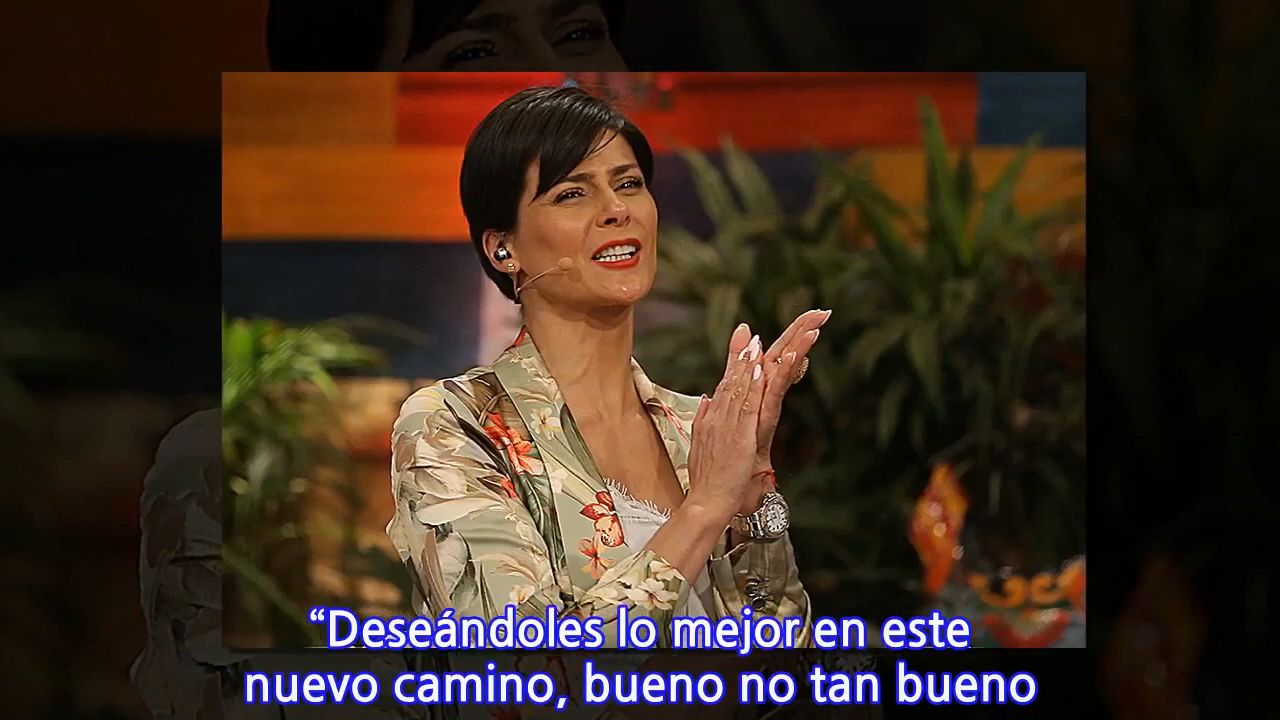 “Deseándoles lo mejor en este
nuevo camino, bueno no tan bueno